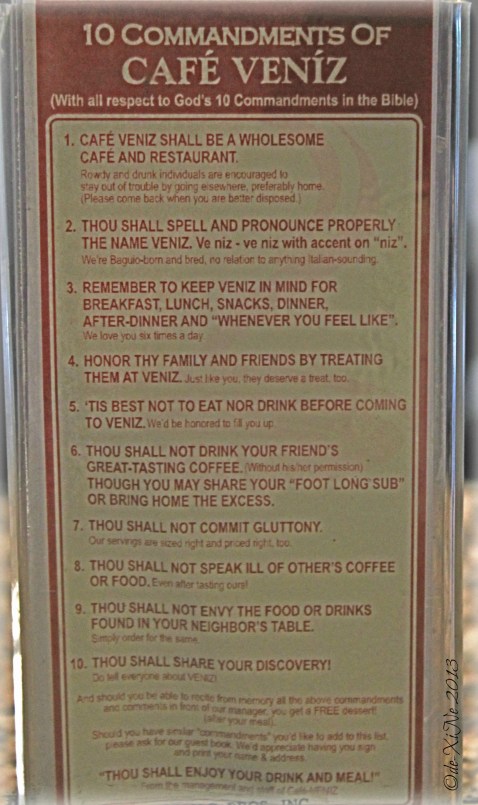 10 COMMANDMENTS OF
CAFÉ VENÍZ
(With all respect to God's 10 Commandments in the Bible)
1. CAFÉ VENIZ SHALL BE A WHOLESOME
CAFÉ AND RESTAURANT.
Rowdy and drunk individuals are encouraged to
stay out of trouble by going elsewhere, preferably home.
(Please come back when you are better disposed.)
2. THOU SHALL SPELL AND PRONOUNCE PROPERLY
THE NAME VENIZ. Ve niz - ve niz with accent on "niz".
We're Baguio-born and bred, no relation to anything Italian-sounding.
3. REMEMBER TO KEEP VENIZ IN MIND FOR
BREAKFAST, LUNCH, SNACKS, DINNER,
AFTER-DINNER AND "WHENEVER YOU FEEL LIKE".
We love you six times a day.
4. HONOR THY FAMILY AND FRIENDS BY TREATING
THEM AT VENIZ. Just like you, they deserve a treat, too.
5. 'TIS BEST NOT TO EAT NOR DRINK BEFORE COMING
TO VENIZ. We'd be honored to fill you up.
6. THOU SHALL NOT DRINK YOUR FRIEND'S
GREAT-TASTING COFFEE. (Without his/her permission)
THOUGH YOU MAY SHARE YOUR "FOOT LONG SUB"
OR BRING HOME THE EXCESS.
7. THOU SHALL NOT COMMIT GLUTTONY.
Our servings are sized right and priced right, too.
8. THOU SHALL NOT SPEAK ILL OF OTHER'S COFFEE
OR FOOD. Even after tasting ours!
9. THOU SHALL NOT ENVY THE FOOD OR DRINKS
FOUND IN YOUR NEIGHBOR'S TABLE.
Simply order for the same.
10. THOU SHALL SHARE YOUR DISCOVERY!
Do tell everyone about VENIZ!
And should you be able to recite from memory all the above commandments
and comments in front of our manager, you get a FREE dessert!
(after your meal).
Should you have similar "commandments" you'd like to add to this list,
please ask for our guest book. We'd appreciate having you sign
and print your name & address.
"THOU SHALL ENJOY YOUR DRINK AND MEAL!"
From the management and staff of Café VENIZ
INC.
©de-XiNe 2013